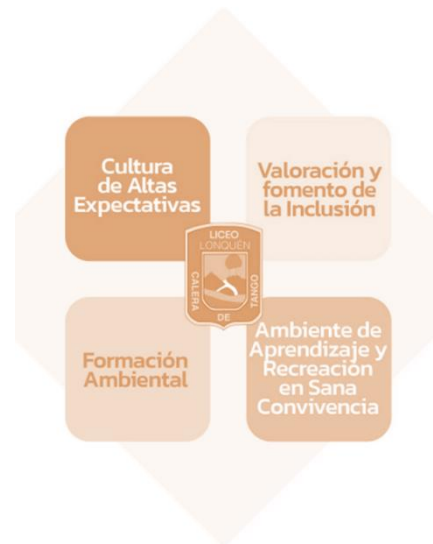 Cultura
de Altas
Expectativas
Valoración y
fomento de
la Inclusión
LICEO
LONQUÉN
CALERA
DE
TANGO
Formación
Ambiental
Ambiente de
Aprendizaje y
Recreación
en Sana
Convivencia